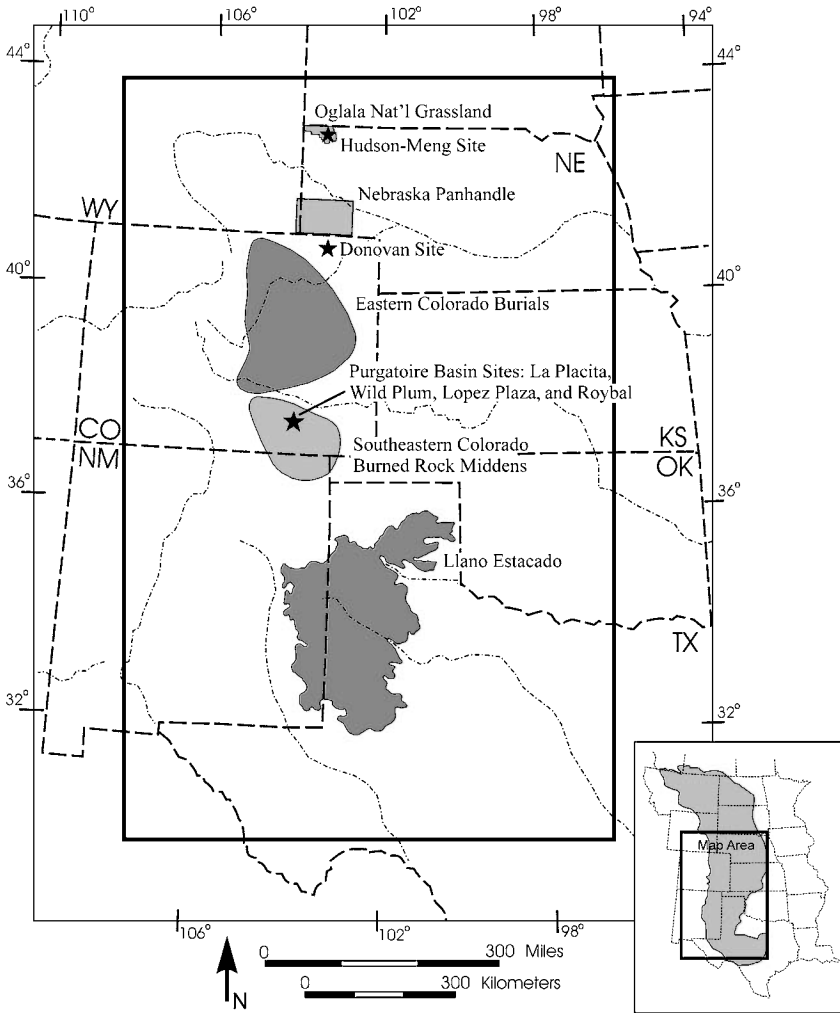 110° 106° 102° 98° 94°
44° 44°
Oglala Nat'l Grassland
Hudson-Meng Site
NE
Nebraska Panhandle
WY
Donovan Site
40° 40°
Eastern Colorado Burials
Purgatoire Basin Sites: La Placita,
Wild Plum, Lopez Plaza, and Roybal
CO KS
NM OK
Southeastern Colorado
Burned Rock Middens
36° 36°
Llano Estacado
TX
32° 32°
Map Area
106° 102° 98°
0 300 Miles
0 300 Kilometers
N